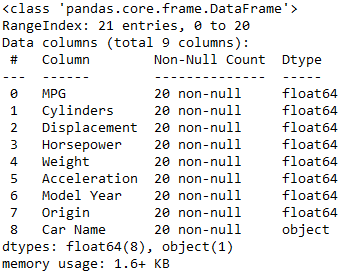 <class 'pandas.core.frame.DataFrame'>
RangeIndex: 21 entries, 0 to 20
Data columns (total 9 columns):
 #   Column        Non-Null Count  Dtype
---  ------        --------------  -----
 0   MPG           20 non-null     float64
 1   Cylinders     20 non-null     float64
 2   Displacement  20 non-null     float64
 3   Horsepower    20 non-null     float64
 4   Weight        20 non-null     float64
 5   Acceleration  20 non-null     float64
 6   Model Year    20 non-null     float64
 7   Origin        20 non-null     float64
 8   Car Name      20 non-null     object
dtypes: float64(8), object(1)
memory usage: 1.6+ KB